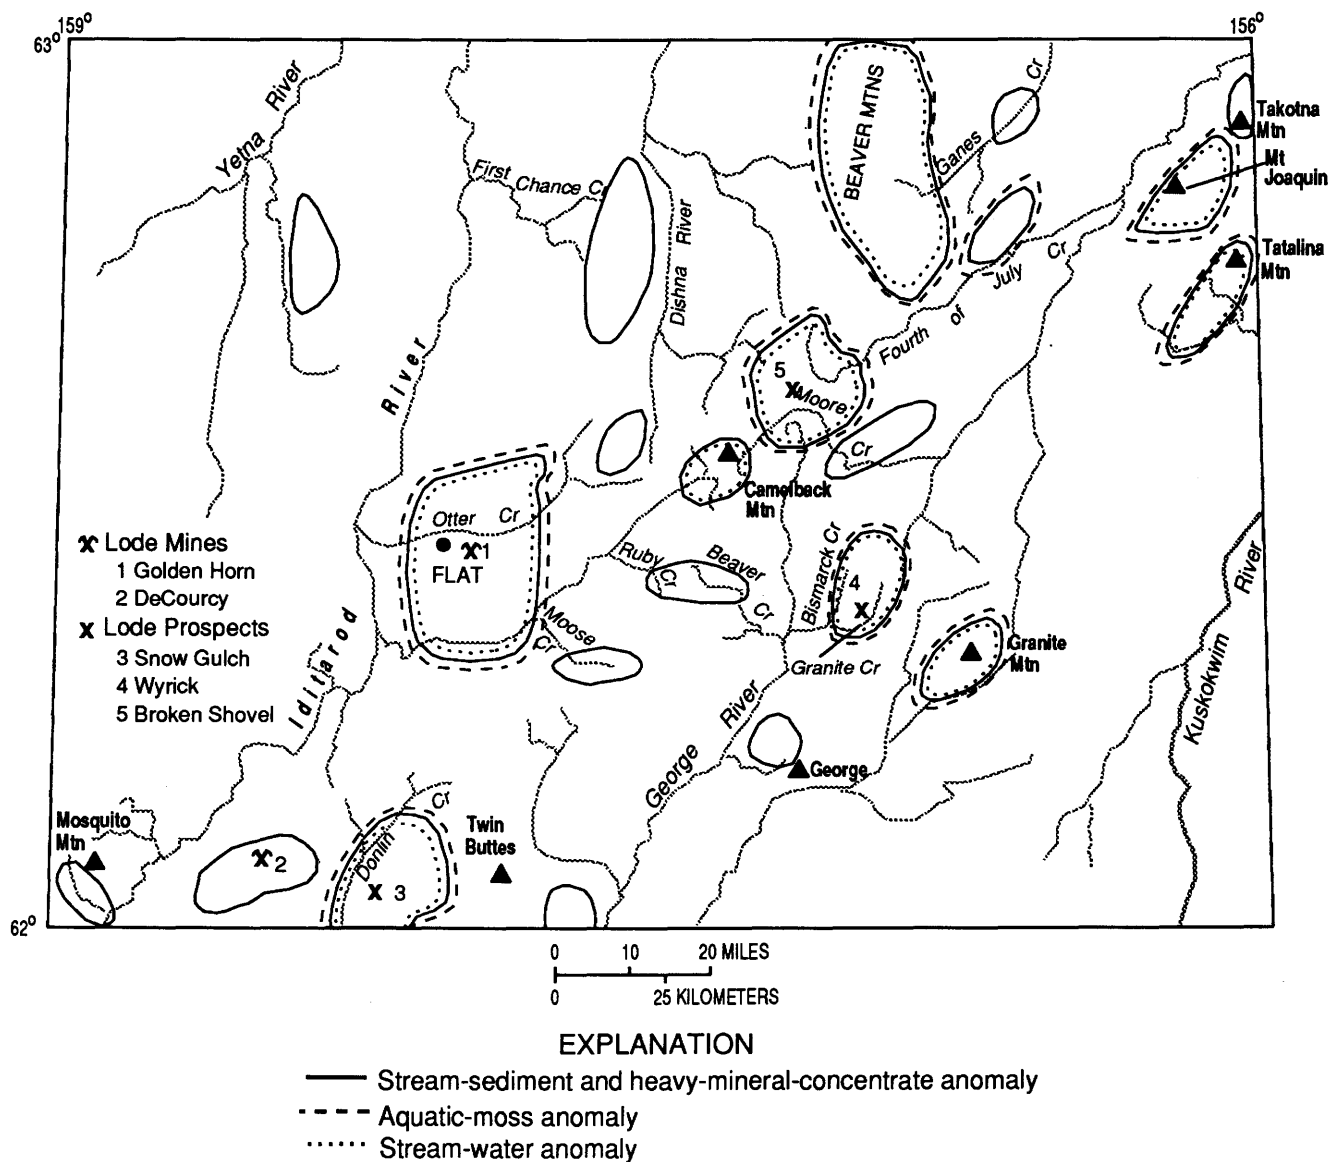 159°
156°
63°
Yetna River
First Chance Cr
Dishna River
BEAVER MTNS
Ganes Cr
Takotna
Mtn
Mt
Joaquin
Tatalina
Mtn
Fourth of July Cr
5
Moore
Cr
Camelback
Mtn
River
Otter Cr
1
FLAT
Lode Mines
1 Golden Horn
2 DeCourcy
Lode Prospects
3 Snow Gulch
4 Wyrick
5 Broken Shovel
Ruby Cr
Beaver
Cr
Bismarck Cr
4
Granite Cr
Granite
Mtn
Moose
Cr
Iditarod
George River
George
Kuskokwim River
Mosquito
Mtn
2
Donlin
Cr
3
Twin
Buttes
62°
0 10 20 MILES
0 25 KILOMETERS
EXPLANATION
Stream-sediment and heavy-mineral-concentrate anomaly
Aquatic-moss anomaly
Stream-water anomaly